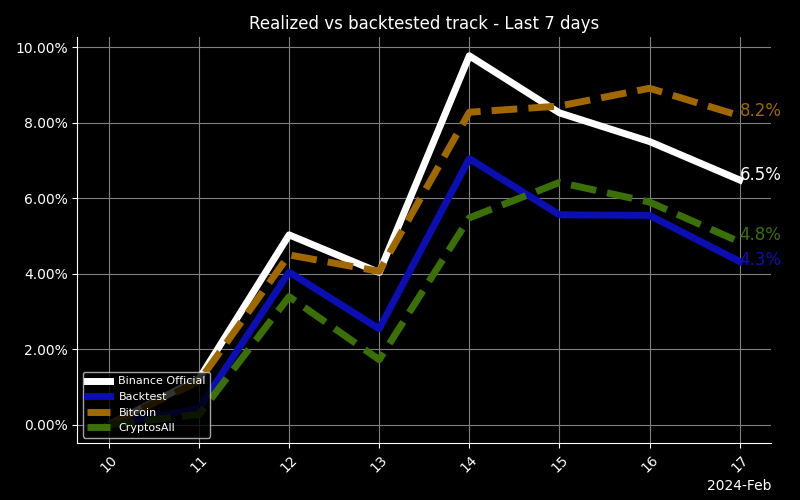 Realized vs backtested track - Last 7 days
10.00%
8.00%
6.00%
4.00%
2.00%
0.00%
8.2%
6.5%
4.8%
4.3%
Binance Official
Backtest
Bitcoin
CryptosAll
10 11 12 13 14 15 16 17
2024-Feb